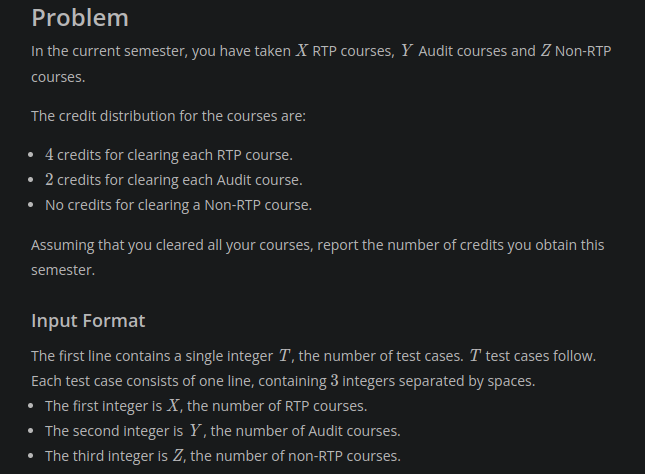 Problem
In the current semester, you have taken X RTP courses, Y Audit courses and Z Non-RTP
courses.
The credit distribution for the courses are:
• 4 credits for clearing each RTP course.
• 2 credits for clearing each Audit course.
• No credits for clearing a Non-RTP course.
Assuming that you cleared all your courses, report the number of credits you obtain this
semester.
Input Format
The first line contains a single integer T, the number of test cases. T test cases follow.
Each test case consists of one line, containing 3 integers separated by spaces.
• The first integer is X, the number of RTP courses.
• The second integer is Y, the number of Audit courses.
• The third integer is Z, the number of non-RTP courses.